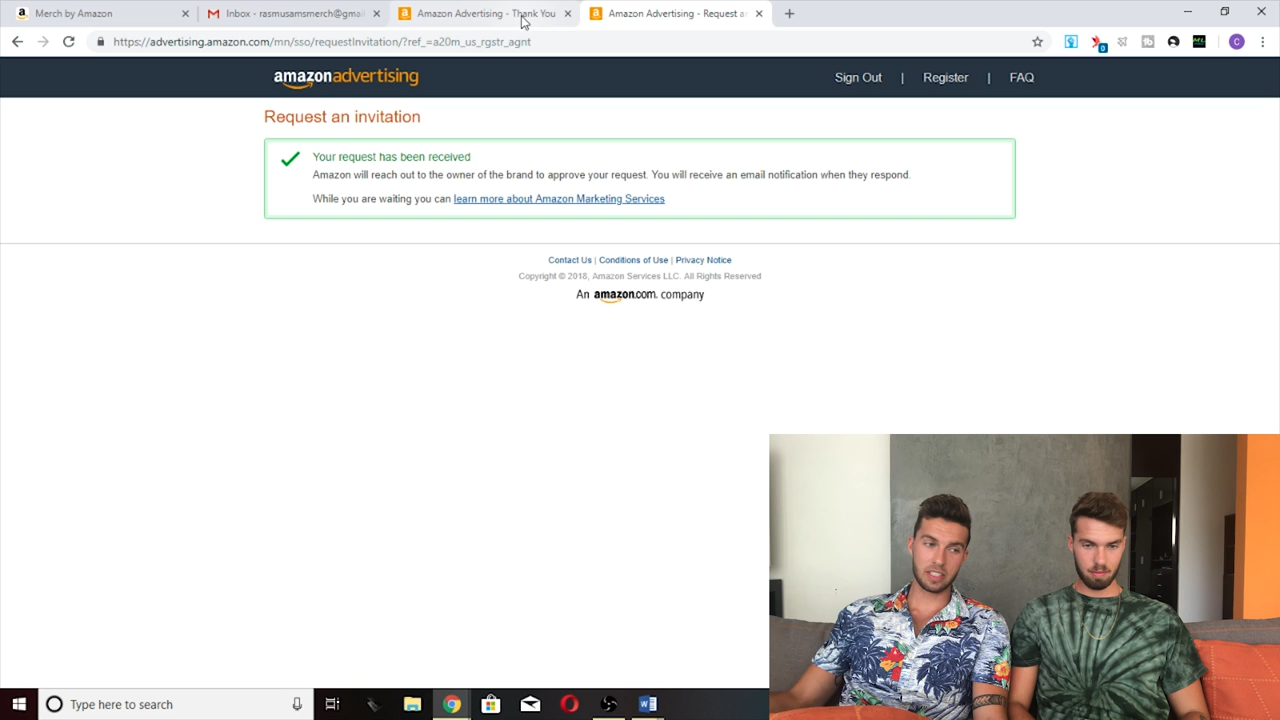 Merch by Amazon
Inbox - rasmusamsmerch@gmai
Amazon Advertising - Thank You
Amazon Advertising - Request a
https://advertising.amazon.com/mn/sso/requestInvitation/?ref_=a20m_us_rgstr_agnt
0
C
amazonadvertising
Sign Out | Register | FAQ
Request an invitation
Your request has been received
Amazon will reach out to the owner of the brand to approve your request. You will receive an email notification when they respond.
While you are waiting you can learn more about Amazon Marketing Services
Contact Us | Conditions of Use | Privacy Notice
Copyright © 2018, Amazon Services LLC. All Rights Reserved
An amazon.com. company
Type here to search